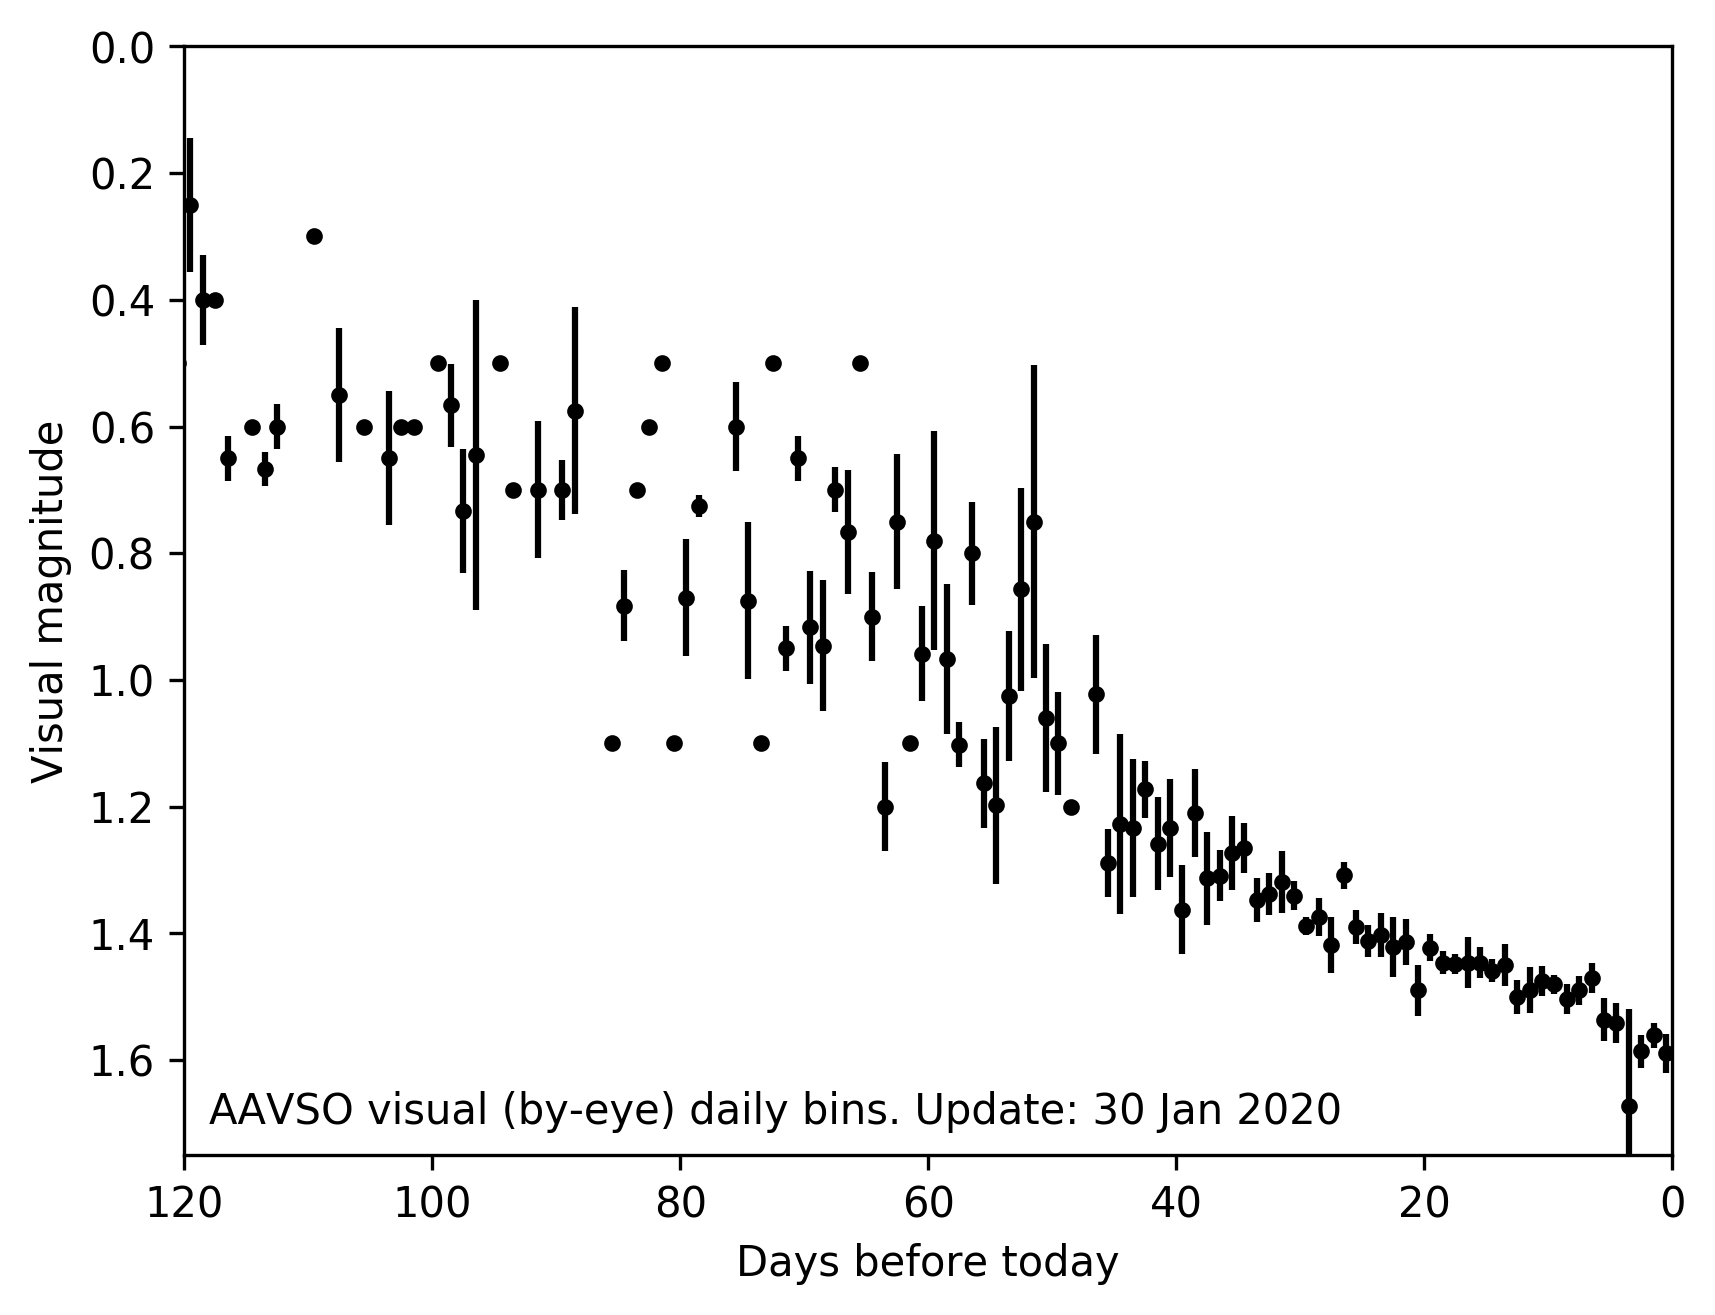 0.0
0.2
0.4
0.6
0.8
1.0
1.2
1.4
1.6
Visual magnitude
AAVSO visual (by-eye) daily bins. Update: 30 Jan 2020
120 100 80 60 40 20 0
Days before today